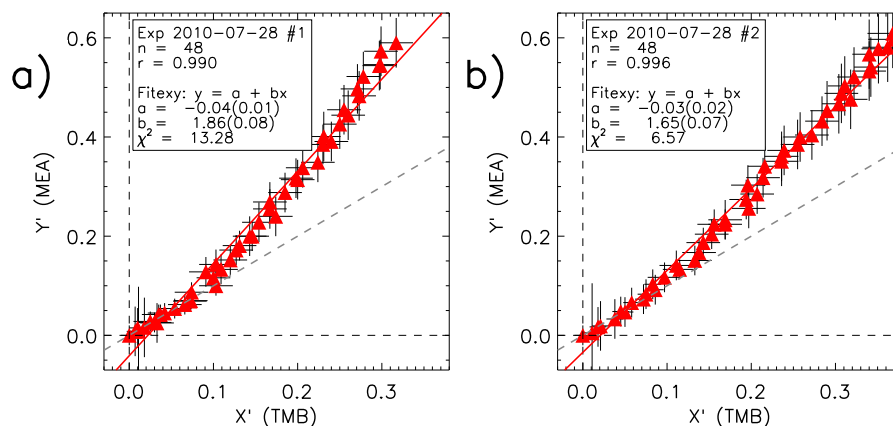 a)
Exp 2010-07-28 #1
n = 48
r = 0.990
Fitexy: y = a + bx
a = -0.04(0.01)
b = 1.86(0.08)
χ² = 13.28
0.6
0.4
0.2
0.0
Y' (MEA)
0.0 0.1 0.2 0.3
X' (TMB)
b)
Exp 2010-07-28 #2
n = 48
r = 0.996
Fitexy: y = a + bx
a = -0.03(0.02)
b = 1.65(0.07)
χ² = 6.57
0.6
0.4
0.2
0.0
Y' (MEA)
0.0 0.1 0.2 0.3
X' (TMB)